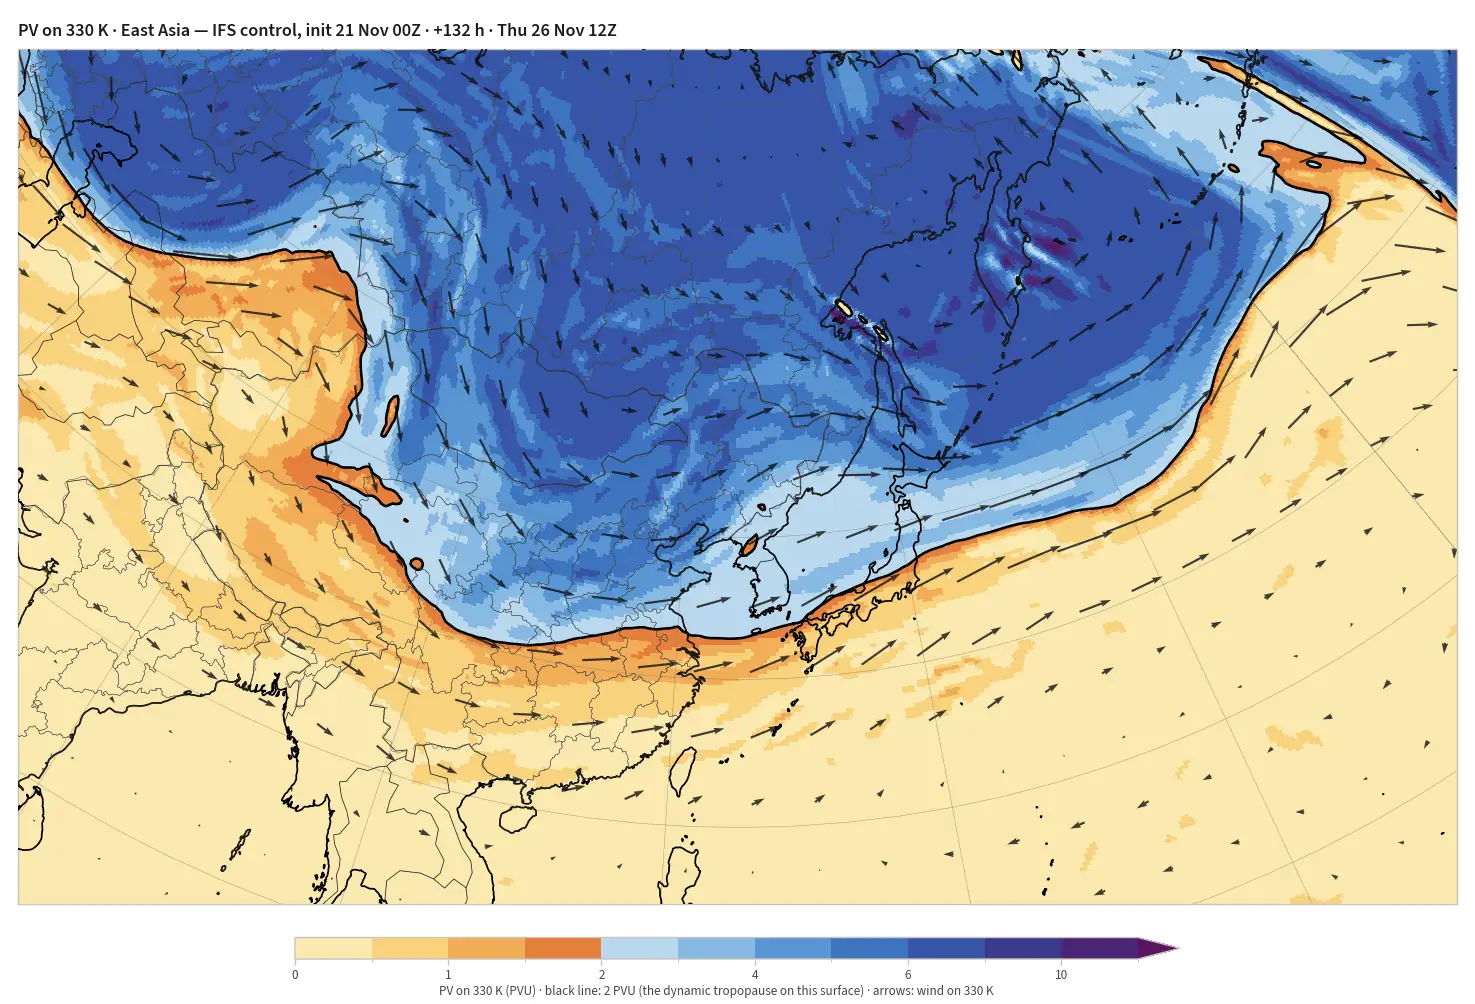 PV on 330 K · East Asia — IFS control, init 21 Nov 00Z · +132 h · Thu 26 Nov 12Z
0 1 2 4 6 10
PV on 330 K (PVU) · black line: 2 PVU (the dynamic tropopause on this surface) · arrows: wind on 330 K